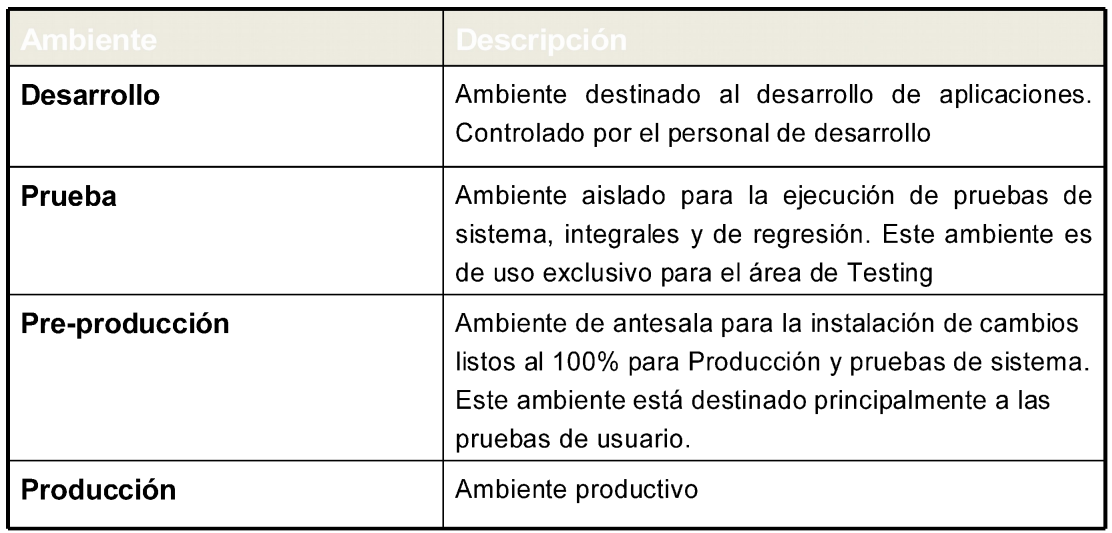 Ambiente
Descripción
Desarrollo
Ambiente destinado al desarrollo de aplicaciones.
Controlado por el personal de desarrollo
Prueba
Ambiente aislado para la ejecución de pruebas de
sistema, integrales y de regresión. Este ambiente es
de uso exclusivo para el área de Testing
Pre-producción
Ambiente de antesala para la instalación de cambios
listos al 100% para Producción y pruebas de sistema.
Este ambiente está destinado principalmente a las
pruebas de usuario.
Producción
Ambiente productivo